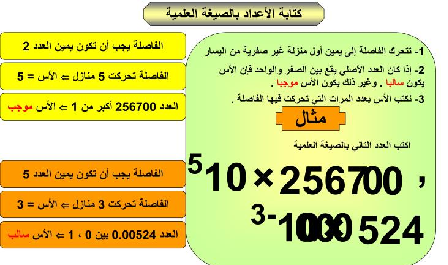 كتابة الأعداد بالصيغة العلمية
1- تتحرك الفاصلة إلى يمين أول منزلة غير صفرية من اليسار
2- إذا كان العدد الأصلي يقع بين الصفر والواحد فإن الأس
يكون سالبا ، وغير ذلك يكون الأس موجبا .
3- نكتب الأس بعدد المرات التي تحركت فيها الفاصلة .
مثال
اكتب العدد التالي بالصيغة العلمية
256700 × 10 5
524
الفاصلة يجب أن تكون يمين العدد 2
الفاصلة تحركت 5 منازل ⇐ الأس = 5
العدد 256700 أكبر من 1 ⇐ الأس موجب
الفاصلة يجب أن تكون يمين العدد 5
الفاصلة تحركت 3 منازل ⇐ الأس = 3
العدد 0.00524 بين 0 ، 1 ⇐ الأس سالب